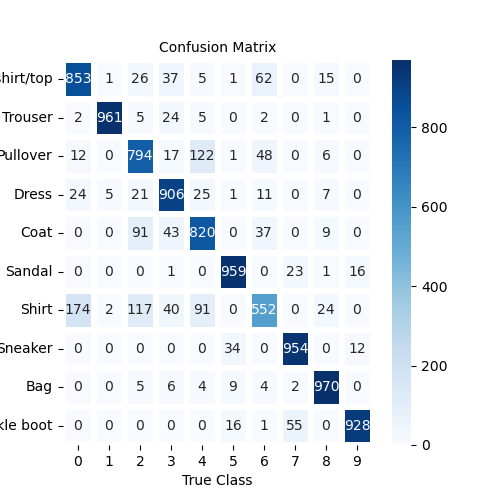 Confusion Matrix
shirt/top 853 1 26 37 5 1 62 0 15 0
Trouser 2 961 5 24 5 0 2 0 1 0
Pullover 12 0 794 17 122 1 48 0 6 0
Dress 24 5 21 906 25 1 11 0 7 0
Coat 0 0 91 43 820 0 37 0 9 0
Sandal 0 0 0 1 0 959 0 23 1 16
Shirt 174 2 117 40 91 0 552 0 24 0
Sneaker 0 0 0 0 0 34 0 954 0 12
Bag 0 0 5 6 4 9 4 2 970 0
kle boot 0 0 0 0 0 16 1 55 0 928
0 1 2 3 4 5 6 7 8 9
True Class
800
600
400
200
0